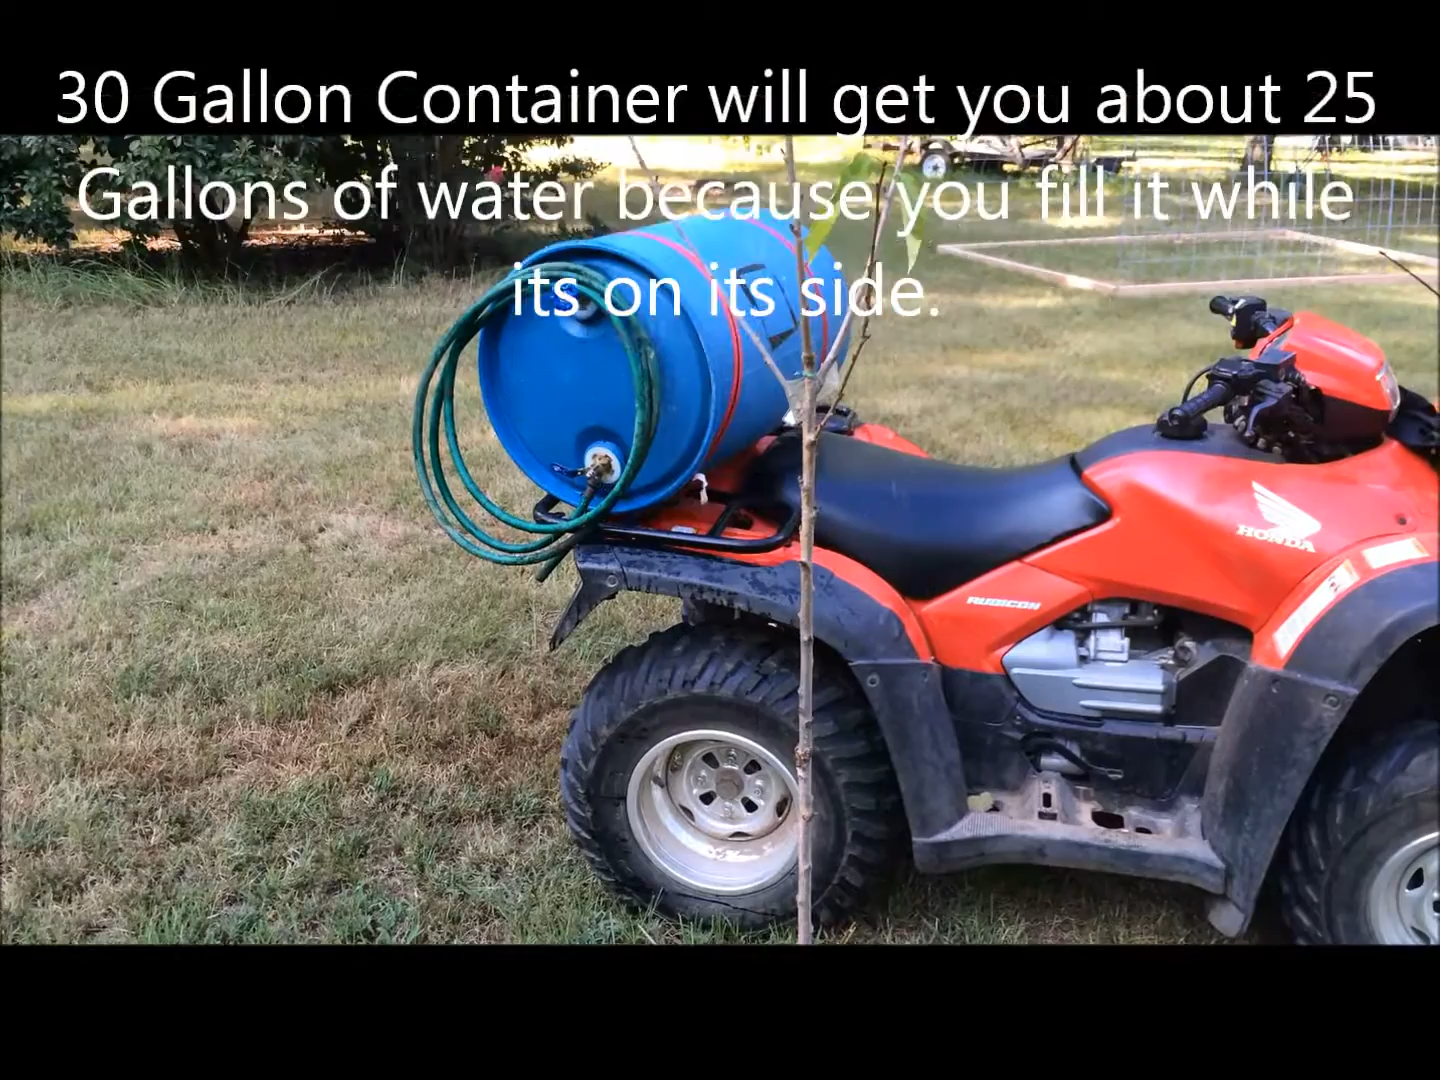 30 Gallon Container will get you about 25
Gallons of water because you fill it while
its on its side.
HONDA
RUBICON